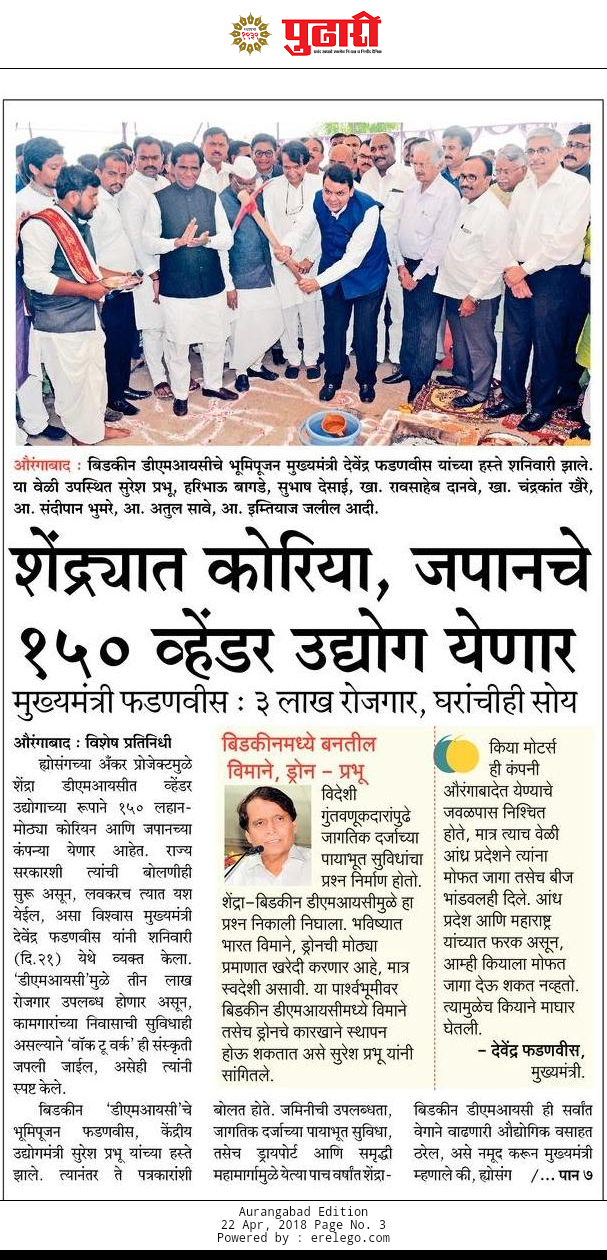 पुढारी
औरंगाबाद : बिडकीन डीएमआयसीचे भूमिपूजन मुख्यमंत्री देवेंद्र फडणवीस यांच्या हस्ते शनिवारी झाले.
या वेळी उपस्थित सुरेश प्रभू, हरिभाऊ बागडे, सुभाष देसाई, खा. रावसाहेब दानवे, खा. चंद्रकांत खैरे,
आ. संदीपान भुमरे, आ. अतुल सावे, आ. इम्तियाज जलील आदी.
शेंद्र्यात कोरिया, जपानचे
१५० व्हेंडर उद्योग येणार
मुख्यमंत्री फडणवीस : ३ लाख रोजगार, घरांचीही सोय
औरंगाबाद : विशेष प्रतिनिधी
ह्योसंगच्या अँकर प्रोजेक्टमुळे
शेंद्रा डीएमआयसीत व्हेंडर
उद्योगाच्या रूपाने १५० लहान-
मोठ्या कोरियन आणि जपानच्या
कंपन्या येणार आहेत. राज्य
सरकारशी त्यांची बोलणीही
सुरू असून, लवकरच त्यात यश
येईल, असा विश्वास मुख्यमंत्री
देवेंद्र फडणवीस यांनी शनिवारी
(दि.२१) येथे व्यक्त केला.
'डीएमआयसी'मुळे तीन लाख
रोजगार उपलब्ध होणार असून,
कामगारांच्या निवासाची सुविधाही
असल्याने 'वॉक टू वर्क' ही संस्कृती
जपली जाईल, असेही त्यांनी
स्पष्ट केले.
बिडकीन 'डीएमआयसी'चे
भूमिपूजन फडणवीस, केंद्रीय
उद्योगमंत्री सुरेश प्रभू यांच्या हस्ते
झाले. त्यानंतर ते पत्रकारांशी
बिडकीनमध्ये बनतील
विमाने, ड्रोन – प्रभू
विदेशी
गुंतवणूकदारांपुढे
जागतिक दर्जाच्या
पायाभूत सुविधांचा
प्रश्न निर्माण होतो.
शेंद्रा–बिडकीन डीएमआयसीमुळे हा
प्रश्न निकाली निघाला. भविष्यात
भारत विमाने, ड्रोनची मोठ्या
प्रमाणात खरेदी करणार आहे, मात्र
स्वदेशी असावी. या पार्श्वभूमीवर
बिडकीन डीएमआयसीमध्ये विमाने
तसेच ड्रोनचे कारखाने स्थापन
होऊ शकतात असे सुरेश प्रभू यांनी
सांगितले.
किया मोटर्स
ही कंपनी
औरंगाबादेत येण्याचे
जवळपास निश्चित
होते, मात्र त्याच वेळी
आंध्र प्रदेशने त्यांना
मोफत जागा तसेच बीज
भांडवलही दिले. आंध
प्रदेश आणि महाराष्ट्र
यांच्यात फरक असून,
आम्ही कियाला मोफत
जागा देऊ शकत नव्हतो.
त्यामुळेच कियाने माघार
घेतली.
– देवेंद्र फडणवीस,
मुख्यमंत्री.
बोलत होते. जमिनीची उपलब्धता,
जागतिक दर्जाच्या पायाभूत सुविधा,
तसेच ड्रायपोर्ट आणि समृद्धी
महामार्गामुळे येत्या पाच वर्षांत शेंद्रा-
बिडकीन डीएमआयसी ही सर्वांत
वेगाने वाढणारी औद्योगिक वसाहत
ठरेल, असे नमूद करून मुख्यमंत्री
म्हणाले की, ह्योसंग /... पान ७
Aurangabad Edition
22 Apr, 2018 Page No. 3
Powered by : erelego.com